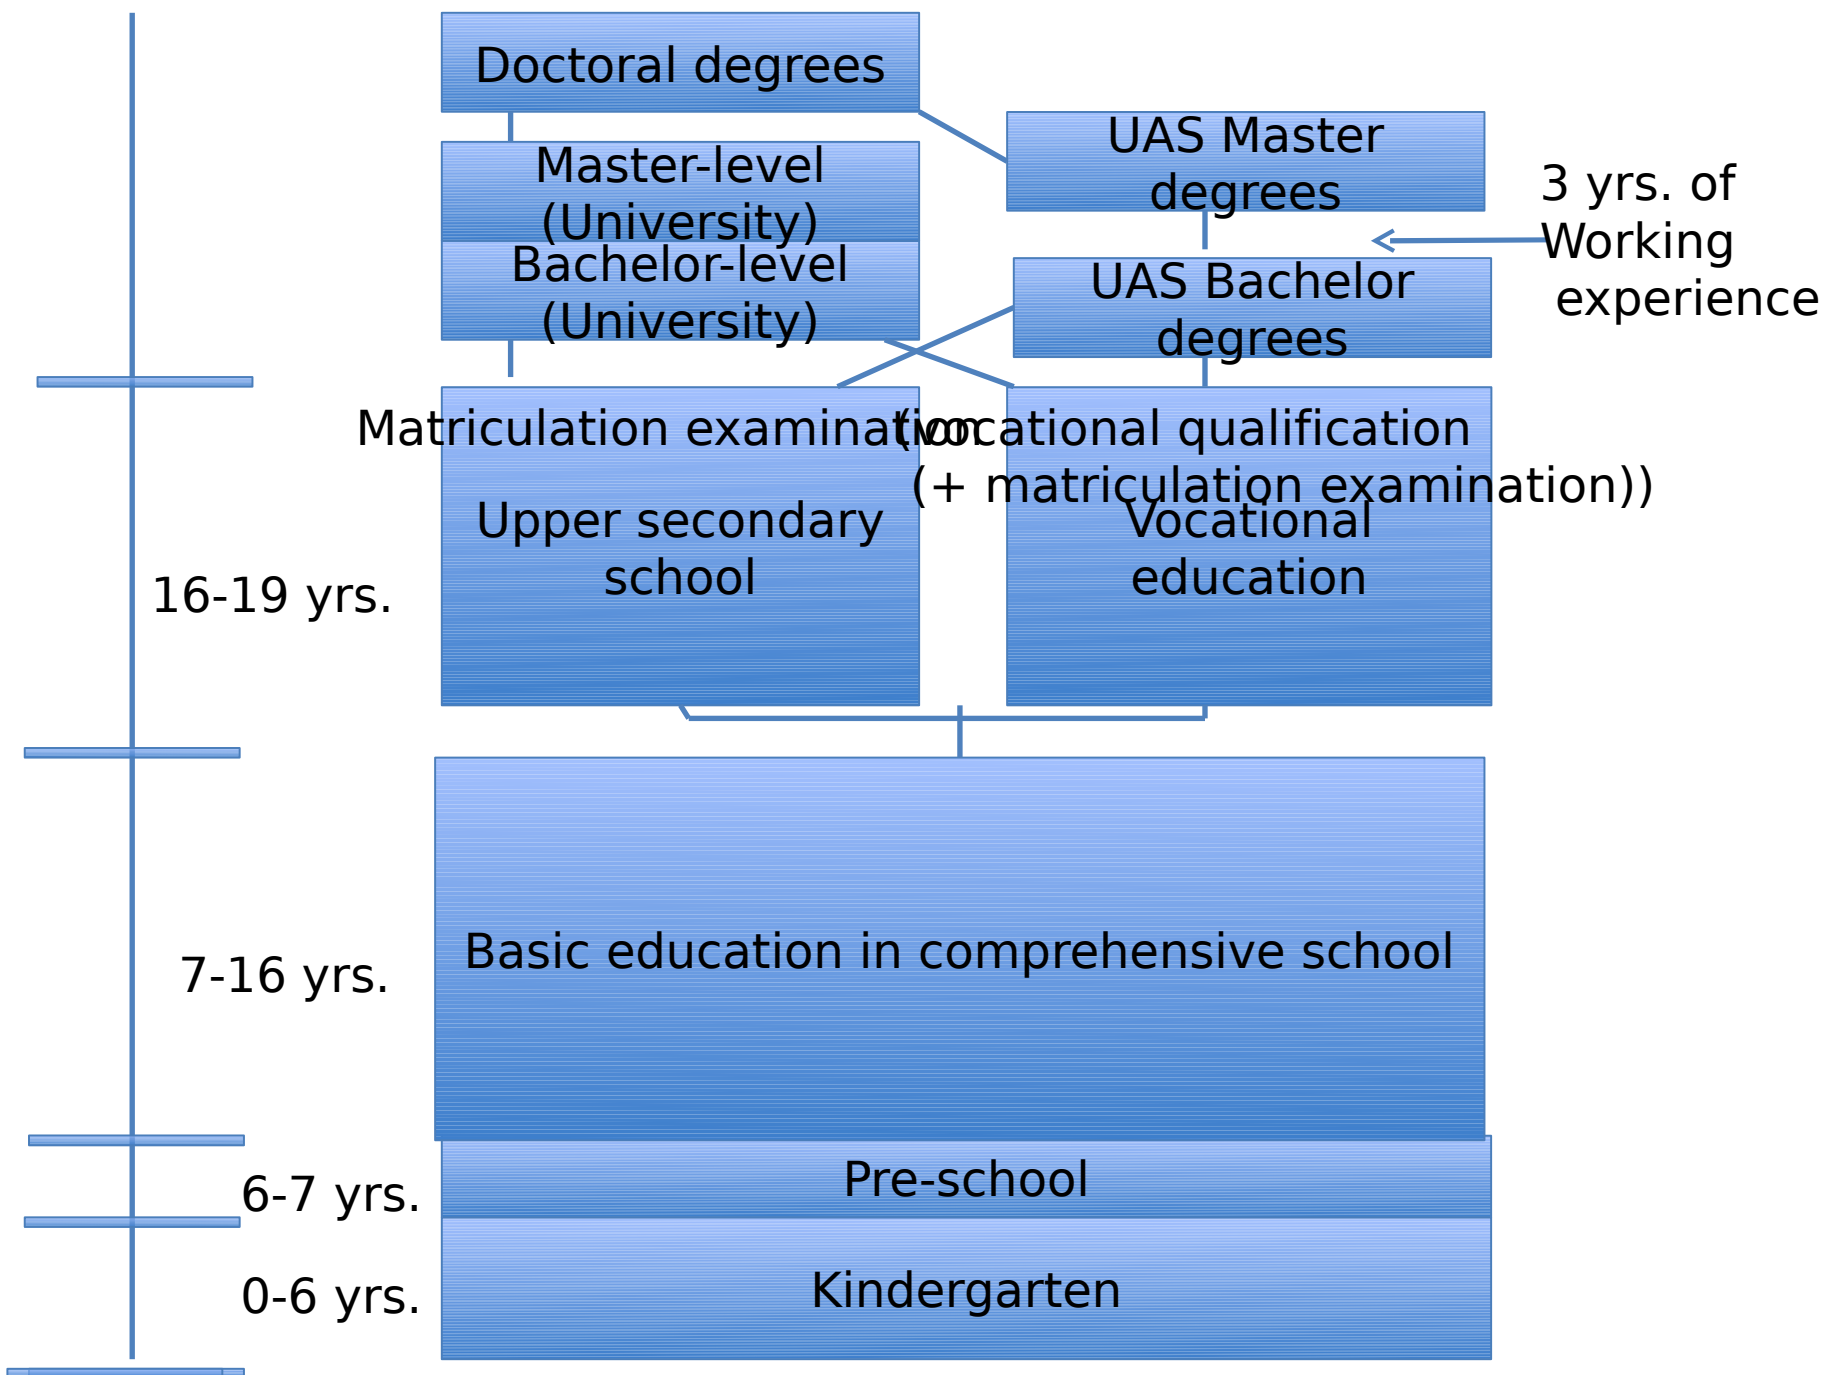 Doctoral degrees
UAS Master
degrees
Master-level
(University)
3 yrs. of
Working
experience
Bachelor-level
(University)
UAS Bachelor
degrees
Matriculation examination
(vocational qualification
(+ matriculation examination))
Upper secondary
school
Vocational
education
16-19 yrs.
Basic education in comprehensive school
7-16 yrs.
Pre-school
6-7 yrs.
Kindergarten
0-6 yrs.